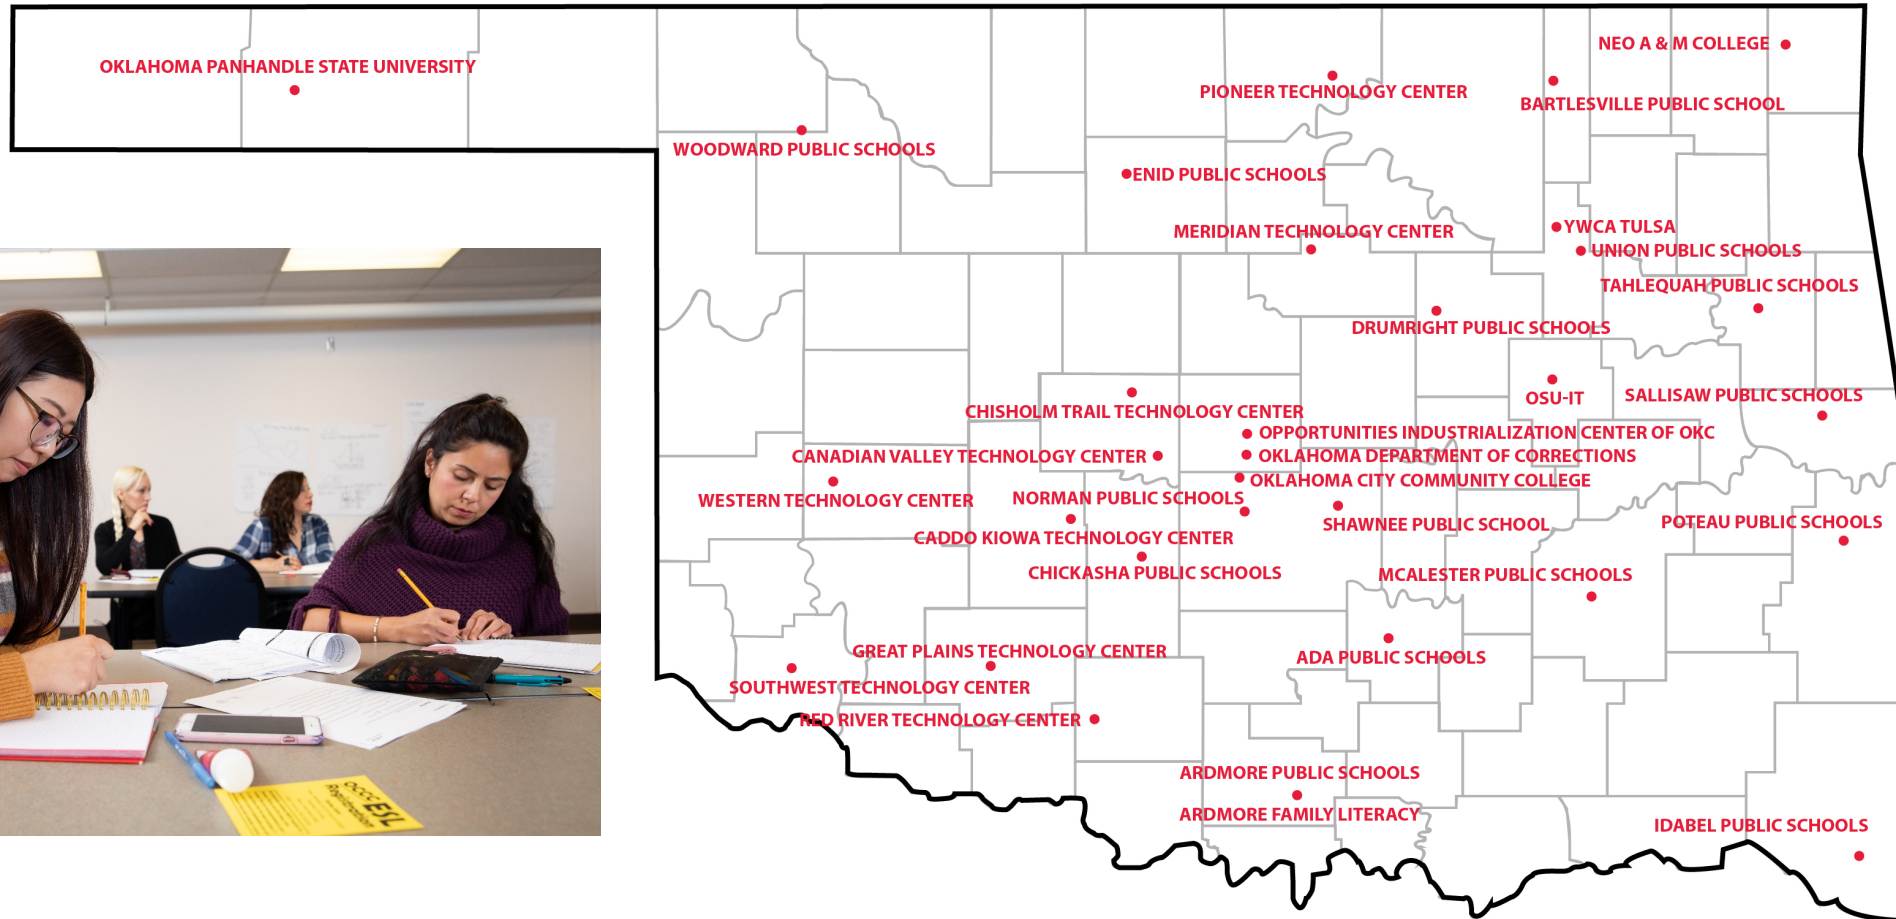 NEO A & M COLLEGE
OKLAHOMA PANHANDLE STATE UNIVERSITY
PIONEER TECHNOLOGY CENTER
BARTLESVILLE PUBLIC SCHOOL
WOODWARD PUBLIC SCHOOLS
ENID PUBLIC SCHOOLS
MERIDIAN TECHNOLOGY CENTER
YWCA TULSA
UNION PUBLIC SCHOOLS
TAHLEQUAH PUBLIC SCHOOLS
DRUMRIGHT PUBLIC SCHOOLS
OSU-IT
SALLISAW PUBLIC SCHOOLS
CHISHOLM TRAIL TECHNOLOGY CENTER
OPPORTUNITIES INDUSTRIALIZATION CENTER OF OKC
CANADIAN VALLEY TECHNOLOGY CENTER
OKLAHOMA DEPARTMENT OF CORRECTIONS
OKLAHOMA CITY COMMUNITY COLLEGE
WESTERN TECHNOLOGY CENTER
NORMAN PUBLIC SCHOOLS
SHAWNEE PUBLIC SCHOOL
POTEAU PUBLIC SCHOOLS
CADDO KIOWA TECHNOLOGY CENTER
CHICKASHA PUBLIC SCHOOLS
MCALESTER PUBLIC SCHOOLS
GREAT PLAINS TECHNOLOGY CENTER
ADA PUBLIC SCHOOLS
SOUTHWEST TECHNOLOGY CENTER
RED RIVER TECHNOLOGY CENTER
ARDMORE PUBLIC SCHOOLS
ARDMORE FAMILY LITERACY
IDABEL PUBLIC SCHOOLS
OCCC ESL
Registration